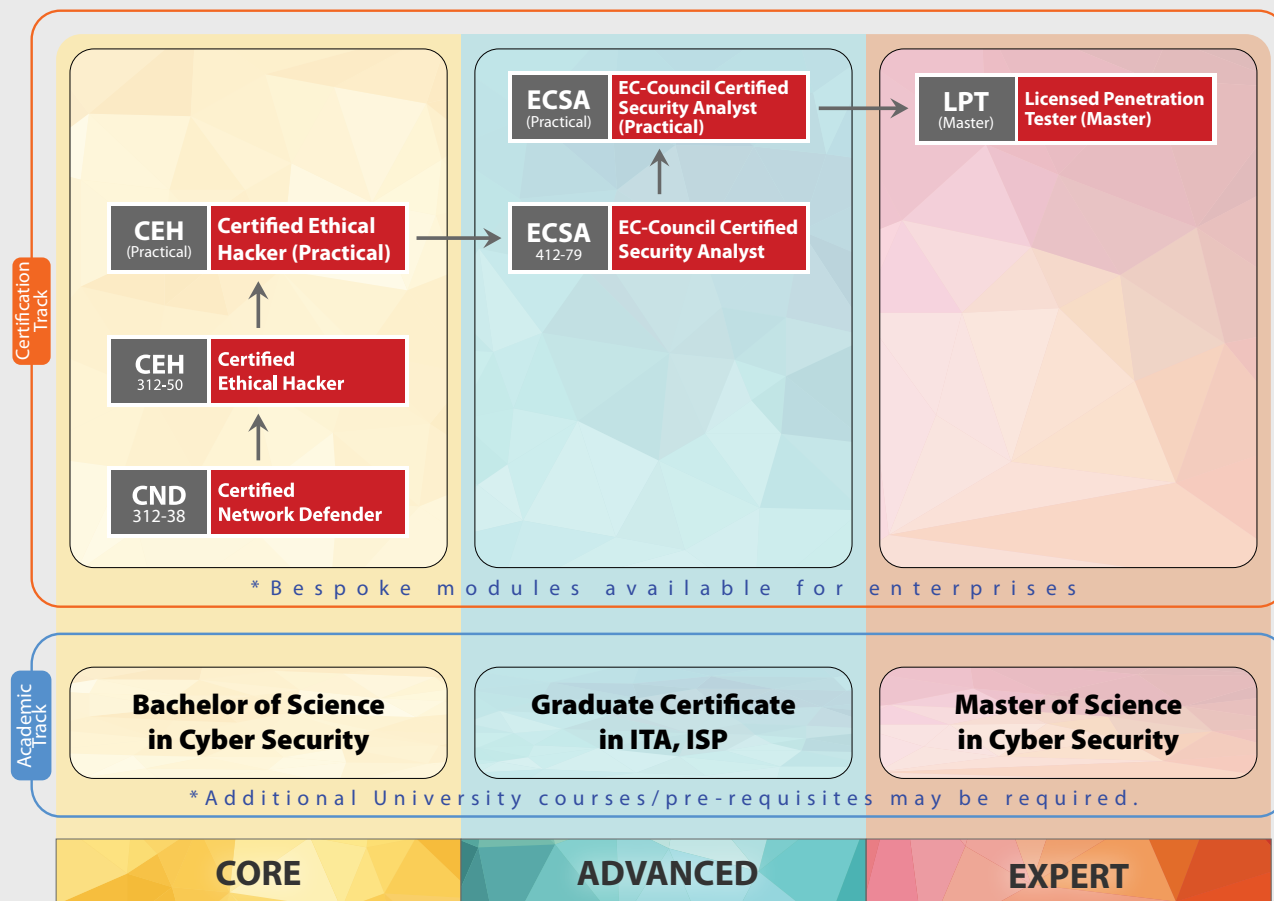 Certification
Track
CEH
(Practical)
Certified Ethical
Hacker (Practical)
CEH
312-50
Certified
Ethical Hacker
CND
312-38
Certified
Network Defender
ECSA
(Practical)
EC-Council Certified
Security Analyst
(Practical)
ECSA
412-79
EC-Council Certified
Security Analyst
LPT
(Master)
Licensed Penetration
Tester (Master)
*Bespoke modules available for enterprises
Academic
Track
Bachelor of Science
in Cyber Security
Graduate Certificate
in ITA, ISP
Master of Science
in Cyber Security
*Additional University courses/pre-requisites may be required.
CORE
ADVANCED
EXPERT